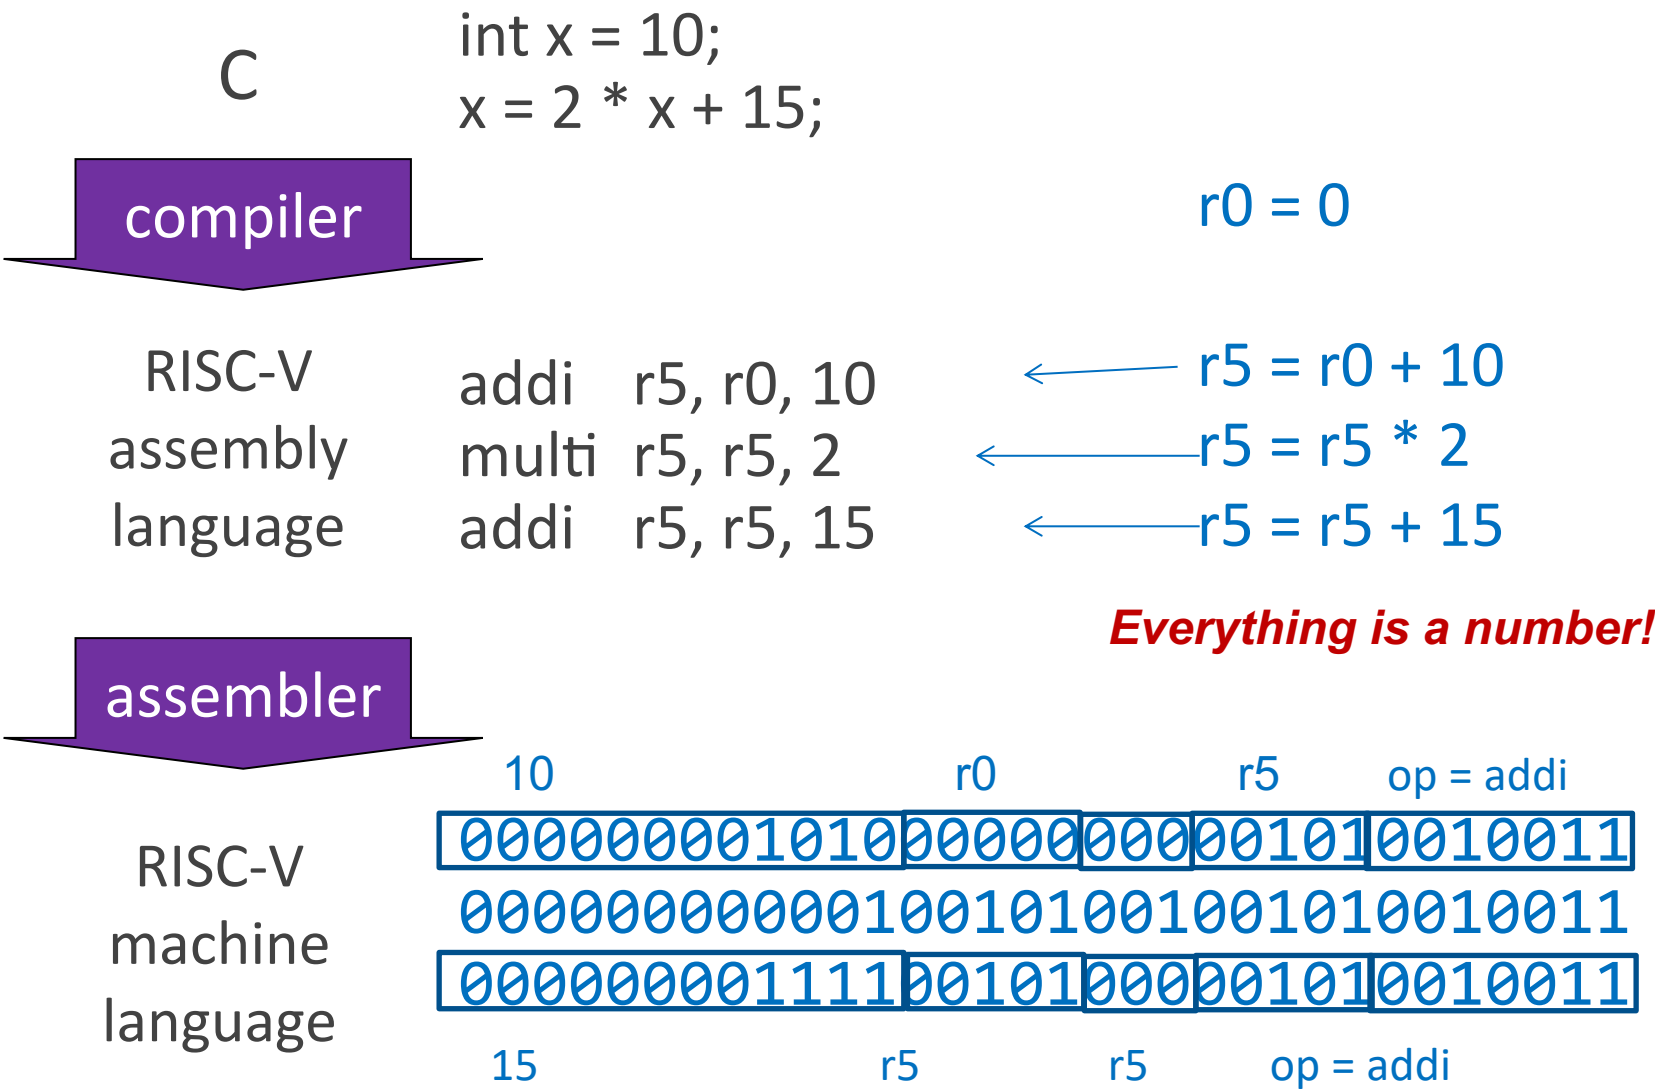 C
int x = 10;
x = 2 * x + 15;
compiler
r0 = 0
RISC-V
assembly
language
addi r5, r0, 10
multi r5, r5, 2
addi r5, r5, 15
r5 = r0 + 10
r5 = r5 * 2
r5 = r5 + 15
Everything is a number!
assembler
10 r0 r5 op = addi
RISC-V
machine
language
00000000101000000000001010010011
00000000000100101001001010010011
00000000111100101000001010010011
15 r5 r5 op = addi